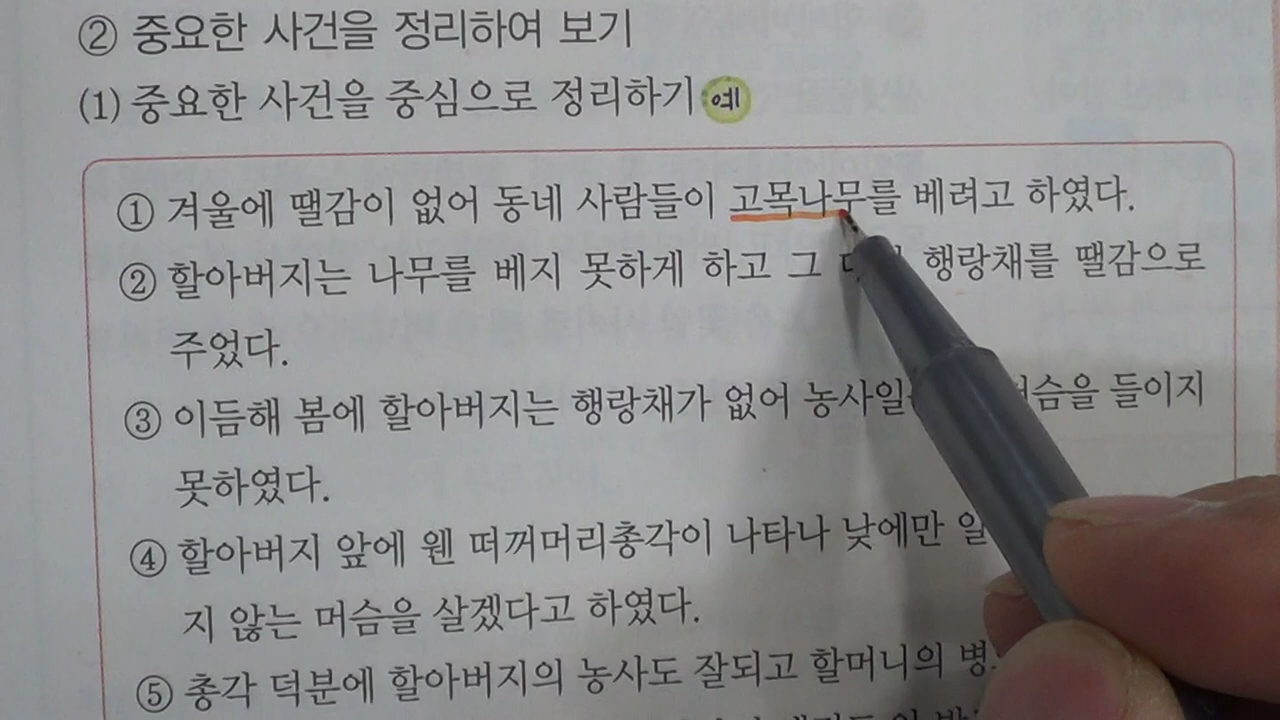 ② 중요한 사건을 정리하여 보기
(1) 중요한 사건을 중심으로 정리하기 예
① 겨울에 땔감이 없어 동네 사람들이 고목나무를 베려고 하였다.
② 할아버지는 나무를 베지 못하게 하고 그 행랑채를 땔감으로
주었다.
③ 이듬해 봄에 할아버지는 행랑채가 없어 농사일 들이지
못하였다.
④ 할아버지 앞에 웬 떠꺼머리총각이 나타나 낮에만
지 않는 머슴을 살겠다고 하였다.
⑤ 총각 덕분에 할아버지의 농사도 잘되고 할머니의